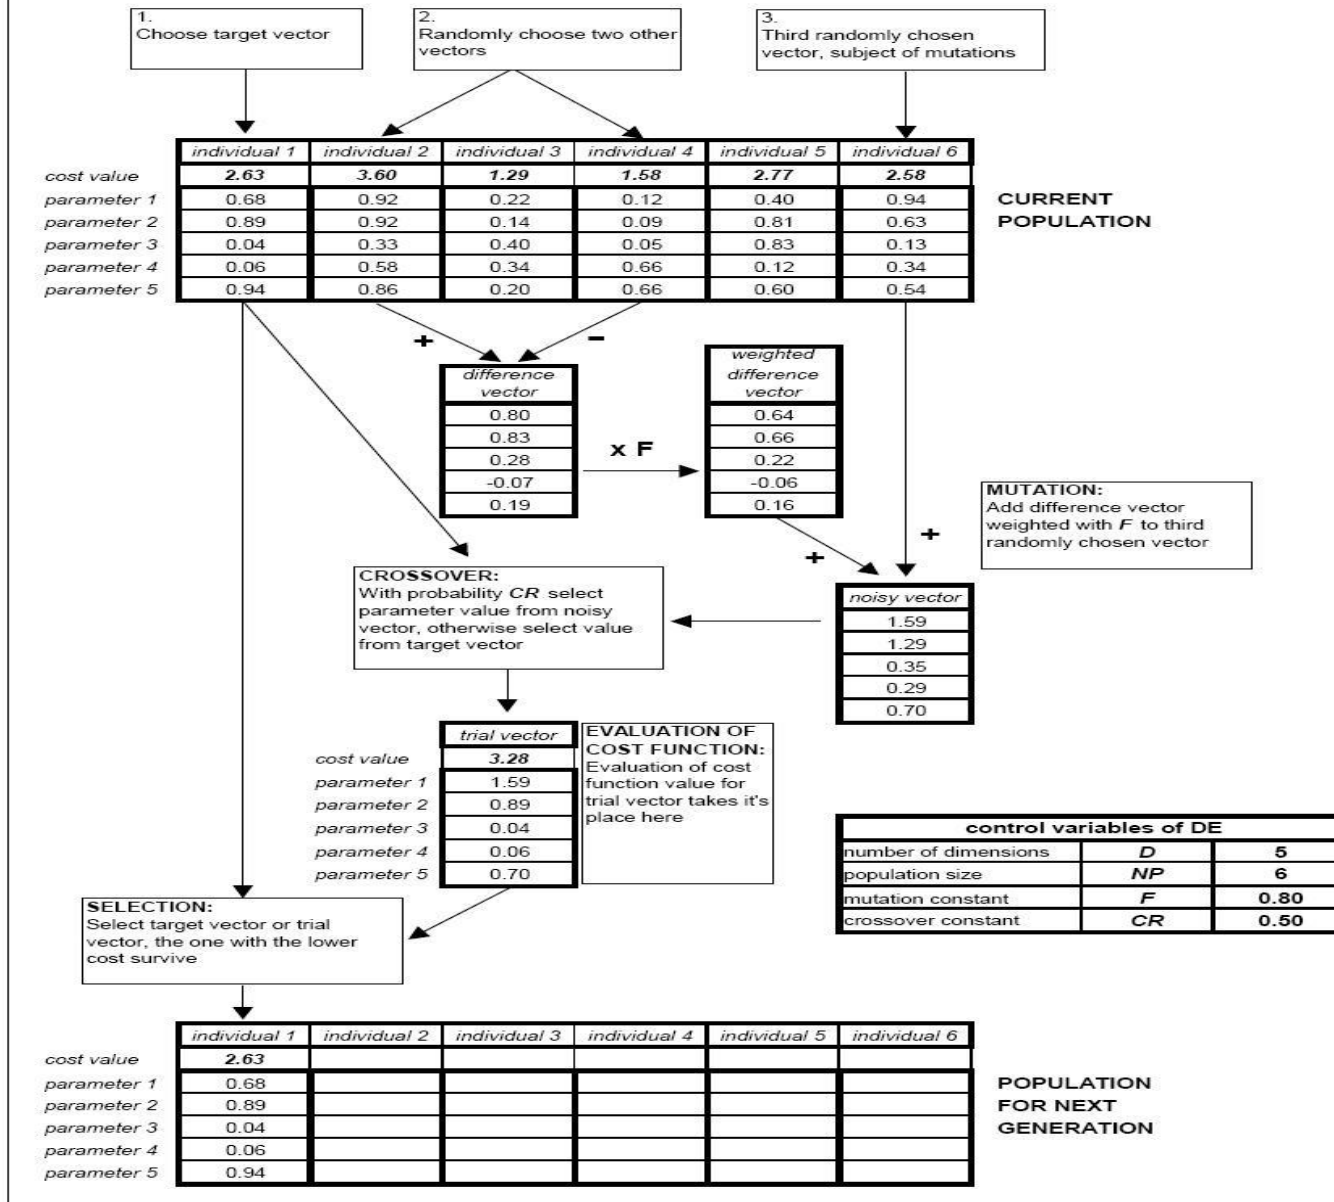 1.
Choose target vector
2.
Randomly choose two other
vectors
3.
Third randomly chosen
vector, subject of mutations
individual 1 individual 2 individual 3 individual 4 individual 5 individual 6
cost value 2.63 3.60 1.29 1.58 2.77 2.58
parameter 1 0.68 0.92 0.22 0.12 0.40 0.94
parameter 2 0.89 0.92 0.14 0.09 0.81 0.63
parameter 3 0.04 0.33 0.40 0.05 0.83 0.13
parameter 4 0.06 0.58 0.34 0.66 0.12 0.34
parameter 5 0.94 0.86 0.20 0.66 0.60 0.54
CURRENT
POPULATION
+
-
difference
vector
0.80
0.83
0.28
-0.07
0.19
x F
weighted
difference
vector
0.64
0.66
0.22
-0.06
0.16
+
+
MUTATION:
Add difference vector
weighted with F to third
randomly chosen vector
noisy vector
1.59
1.29
0.35
0.29
0.70
CROSSOVER:
With probability CR select
parameter value from noisy
vector, otherwise select value
from target vector
trial vector
cost value 3.28
parameter 1 1.59
parameter 2 0.89
parameter 3 0.04
parameter 4 0.06
parameter 5 0.70
EVALUATION OF
COST FUNCTION:
Evaluation of cost
function value for
trial vector takes it's
place here
control variables of DE
number of dimensions D 5
population size NP 6
mutation constant F 0.80
crossover constant CR 0.50
SELECTION:
Select target vector or trial
vector, the one with the lower
cost survive
individual 1 individual 2 individual 3 individual 4 individual 5 individual 6
cost value 2.63
parameter 1 0.68
parameter 2 0.89
parameter 3 0.04
parameter 4 0.06
parameter 5 0.94
POPULATION
FOR NEXT
GENERATION